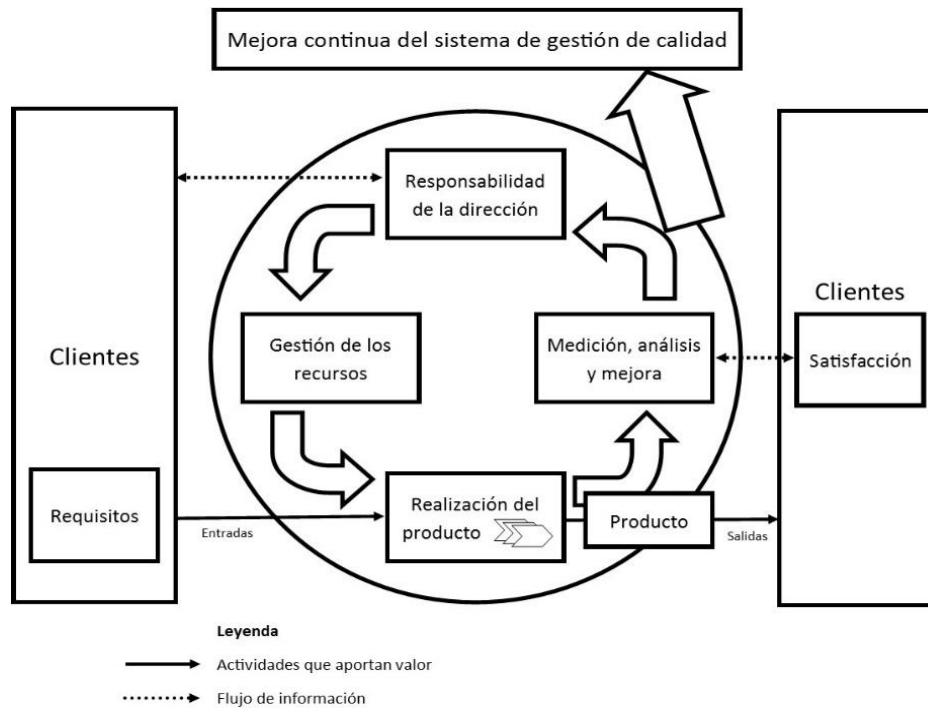 Mejora continua del sistema de gestión de calidad
Responsabilidad
de la dirección
Clientes
Gestión de los
recursos
Medición, análisis
y mejora
Clientes
Satisfacción
Requisitos
Entradas
Realización del
producto
Producto
Salidas
Leyenda
Actividades que aportan valor
Flujo de información